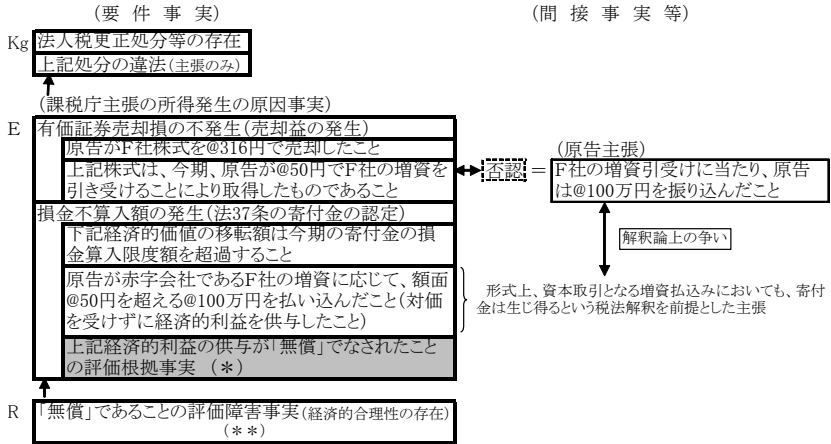 (要件事実)
(間接事実等)
Kg
法人税更正処分等の存在
上記処分の違法(主張のみ)
(課税庁主張の所得発生の原因事実)
E
有価証券売却損の不発生(売却益の発生)
原告がF社株式を@316円で売却したこと
上記株式は、今期、原告が@50円でF社の増資を
引き受けることにより取得したものであること
否認
=
(原告主張)
F社の増資引受けに当たり、原告
は@100万円を振り込んだこと
損金不算入額の発生(法37条の寄付金の認定)
下記経済的価値の移転額は今期の寄付金の損
金算入限度額を超過すること
解釈論上の争い
原告が赤字会社であるF社の増資に応じて、額面
@50円を超える@100万円を払い込んだこと(対価
を受けずに経済的利益を供与したこと)
形式上、資本取引となる増資払込みにおいても、寄付
金は生じ得るという税法解釈を前提とした主張
上記経済的利益の供与が「無償」でなされたこと
の評価根拠事実 (*)
R
「無償」であることの評価障害事実(経済的合理性の存在)
(**)